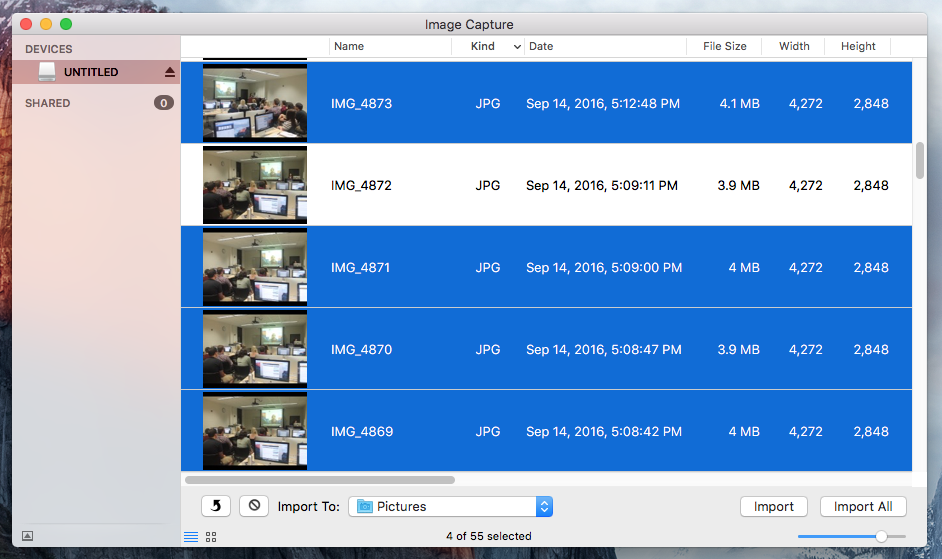 Image Capture
DEVICES
UNTITLED
SHARED 0
Name Kind Date File Size Width Height
IMG_4873 JPG Sep 14, 2016, 5:12:48 PM 4.1 MB 4,272 2,848
IMG_4872 JPG Sep 14, 2016, 5:09:11 PM 3.9 MB 4,272 2,848
IMG_4871 JPG Sep 14, 2016, 5:09:00 PM 4 MB 4,272 2,848
IMG_4870 JPG Sep 14, 2016, 5:08:47 PM 3.9 MB 4,272 2,848
IMG_4869 JPG Sep 14, 2016, 5:08:42 PM 4 MB 4,272 2,848
Import To: Pictures Import Import All
4 of 55 selected